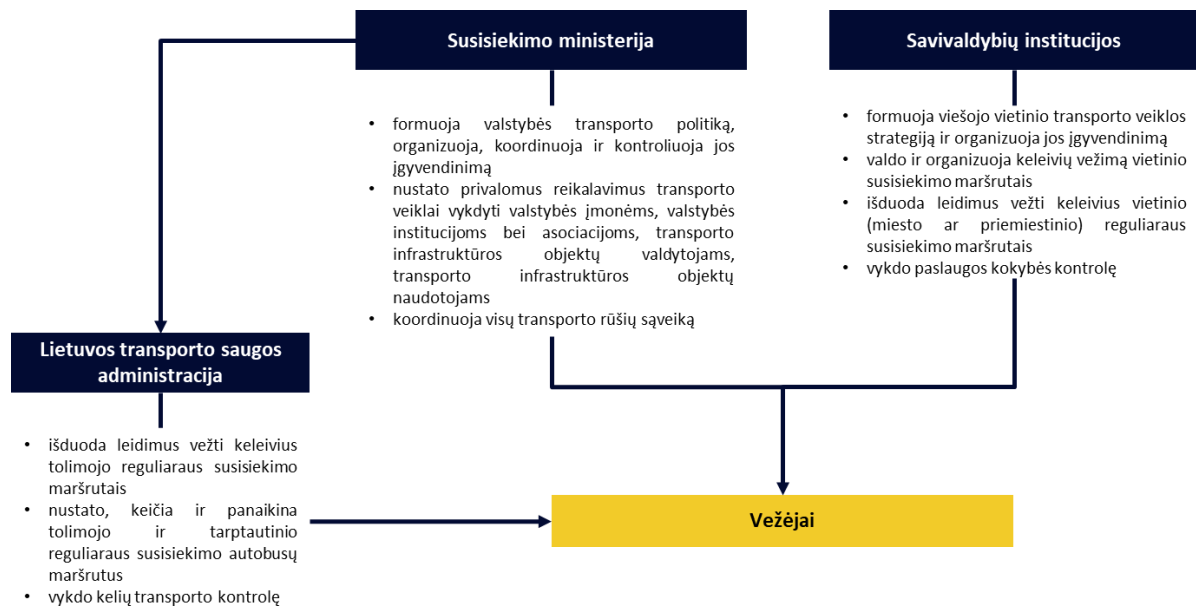 Susisiekimo ministerija
• formuoja valstybės transporto politiką,
organizuoja, koordinuoja ir kontroliuoja jos
įgyvendinimą
• nustato privalomus reikalavimus transporto
veiklai vykdyti valstybės įmonėms, valstybės
institucijoms bei asociacijoms, transporto
infrastruktūros objektų valdytojams,
transporto infrastruktūros objektų
naudotojams
• koordinuoja visų transporto rūšių sąveiką
Savivaldybių institucijos
• formuoja viešojo vietinio transporto veiklos
strategiją ir organizuoja jos įgyvendinimą
• valdo ir organizuoja keleivių vežimą vietinio
susisiekimo maršrutais
• išduoda leidimus vežti keleivius vietinio
(miesto ar priemiestinio) reguliaraus
susisiekimo maršrutais
• vykdo paslaugos kokybės kontrolę
Lietuvos transporto saugos
administracija
• išduoda leidimus vežti keleivius
tolimojo reguliaraus susisiekimo
maršrutais
• nustato, keičia ir panaikina
tolimojo ir tarptautinio
reguliaraus susisiekimo autobusų
maršrutus
• vykdo kelių transporto kontrolę
Vežėjai